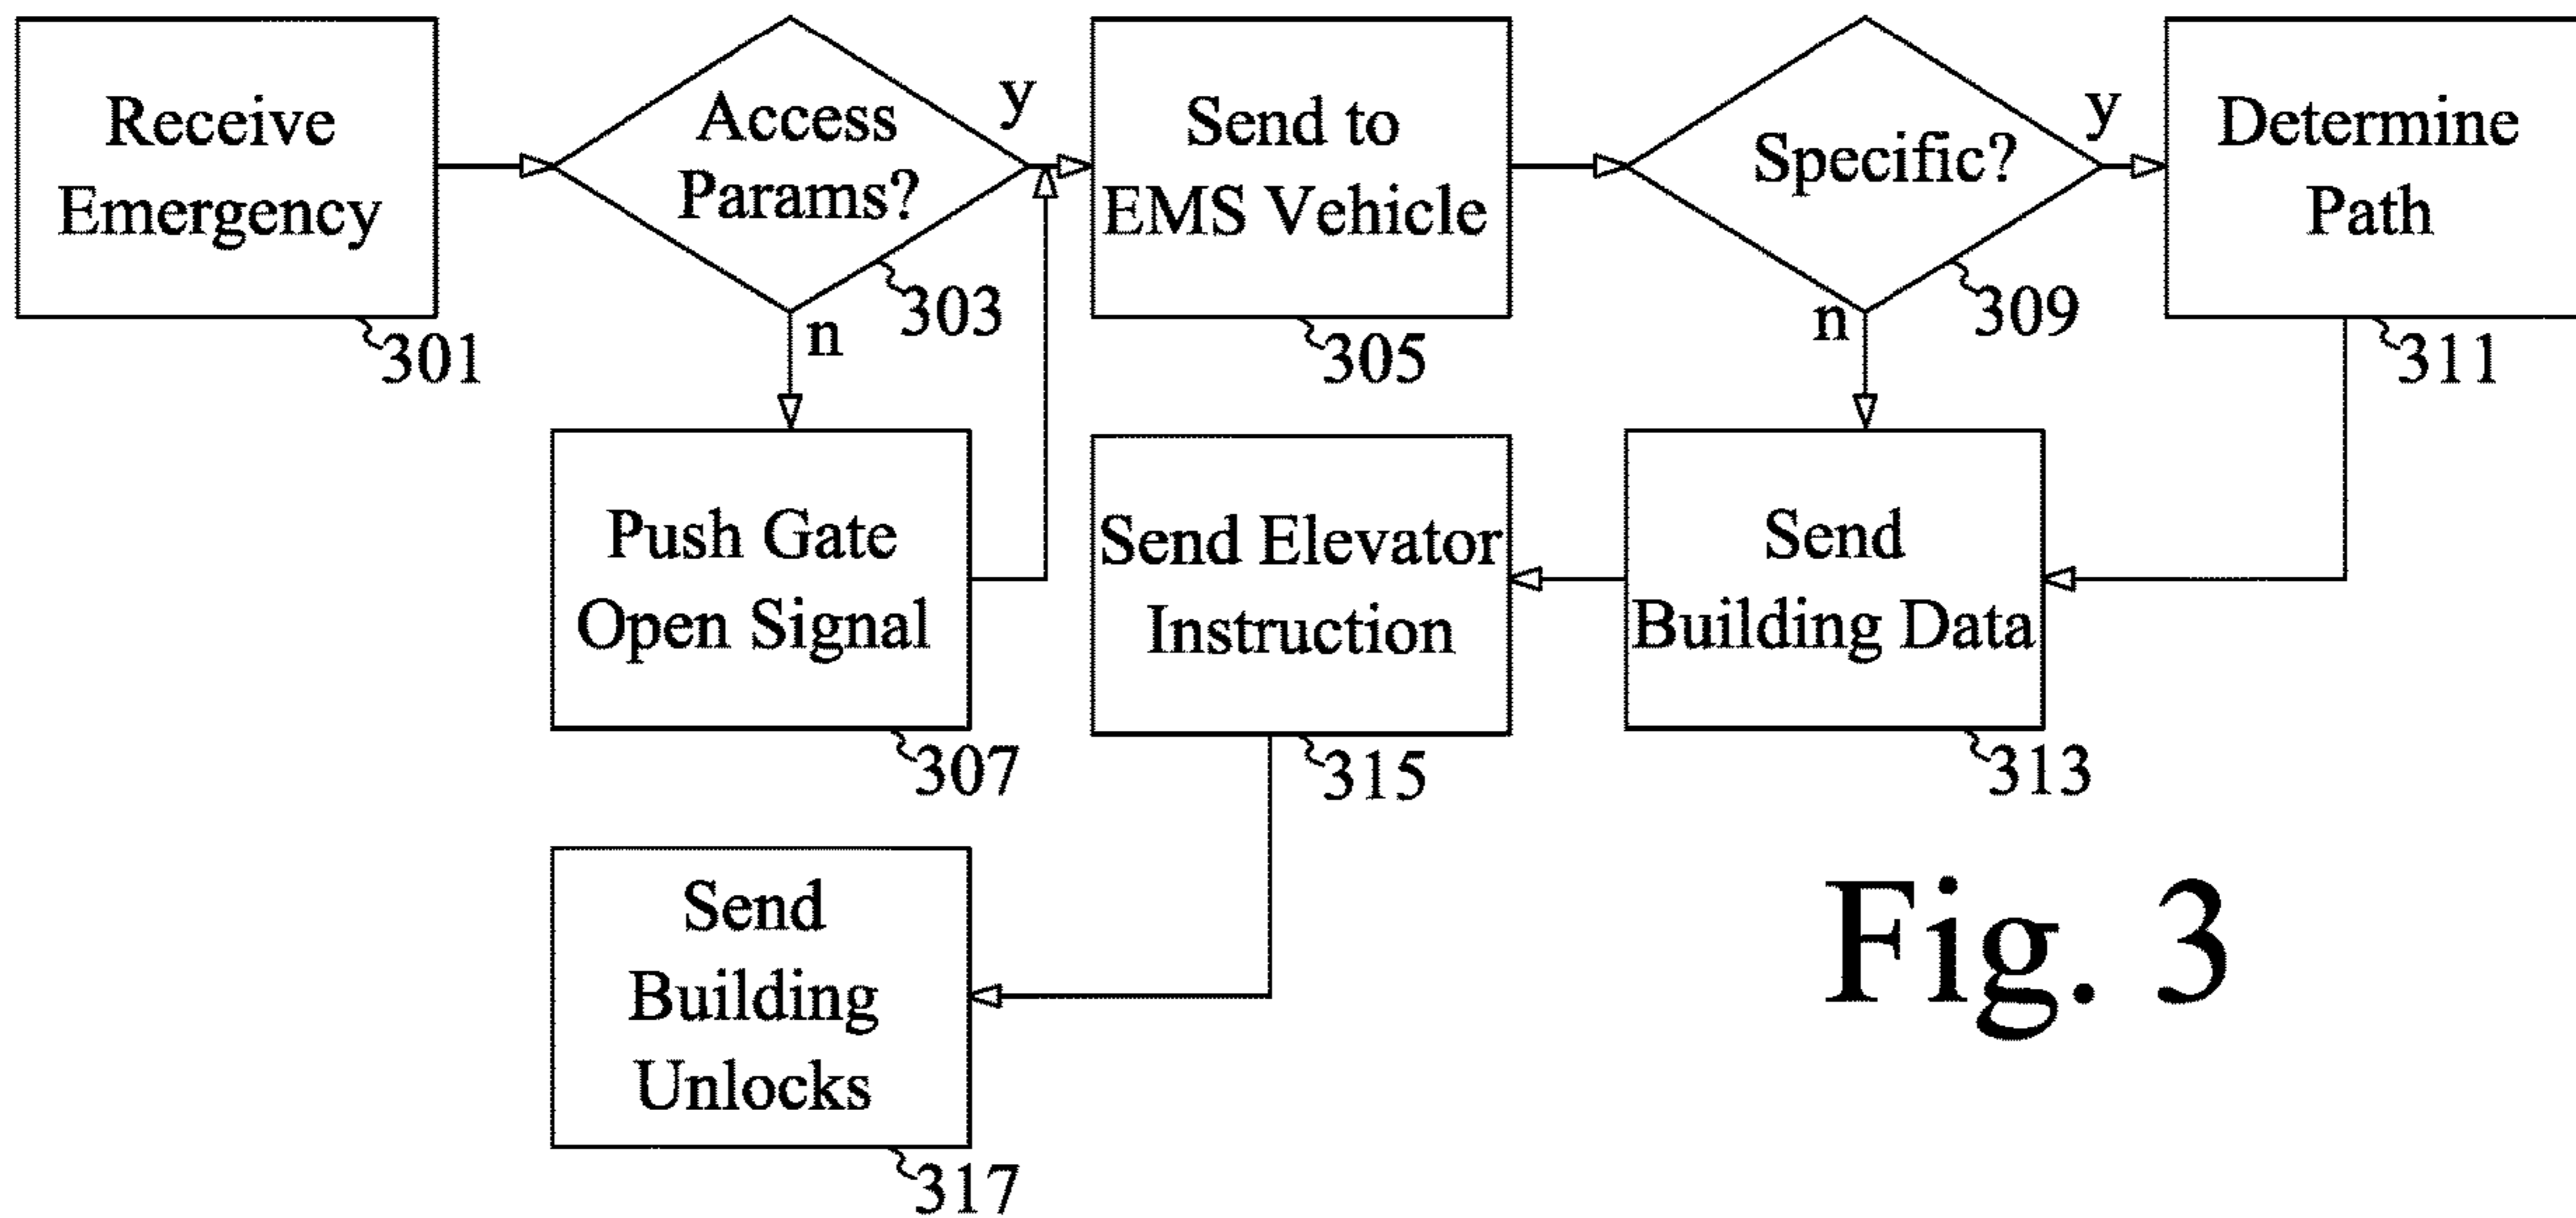 Receive
Emergency
301
Access
Params?
y
n
303
Send to
EMS Vehicle
305
Specific?
y
n
309
Determine
Path
311
Push Gate
Open Signal
307
Send Elevator
Instruction
315
Send
Building Data
313
Send
Building
Unlocks
317
Fig. 3